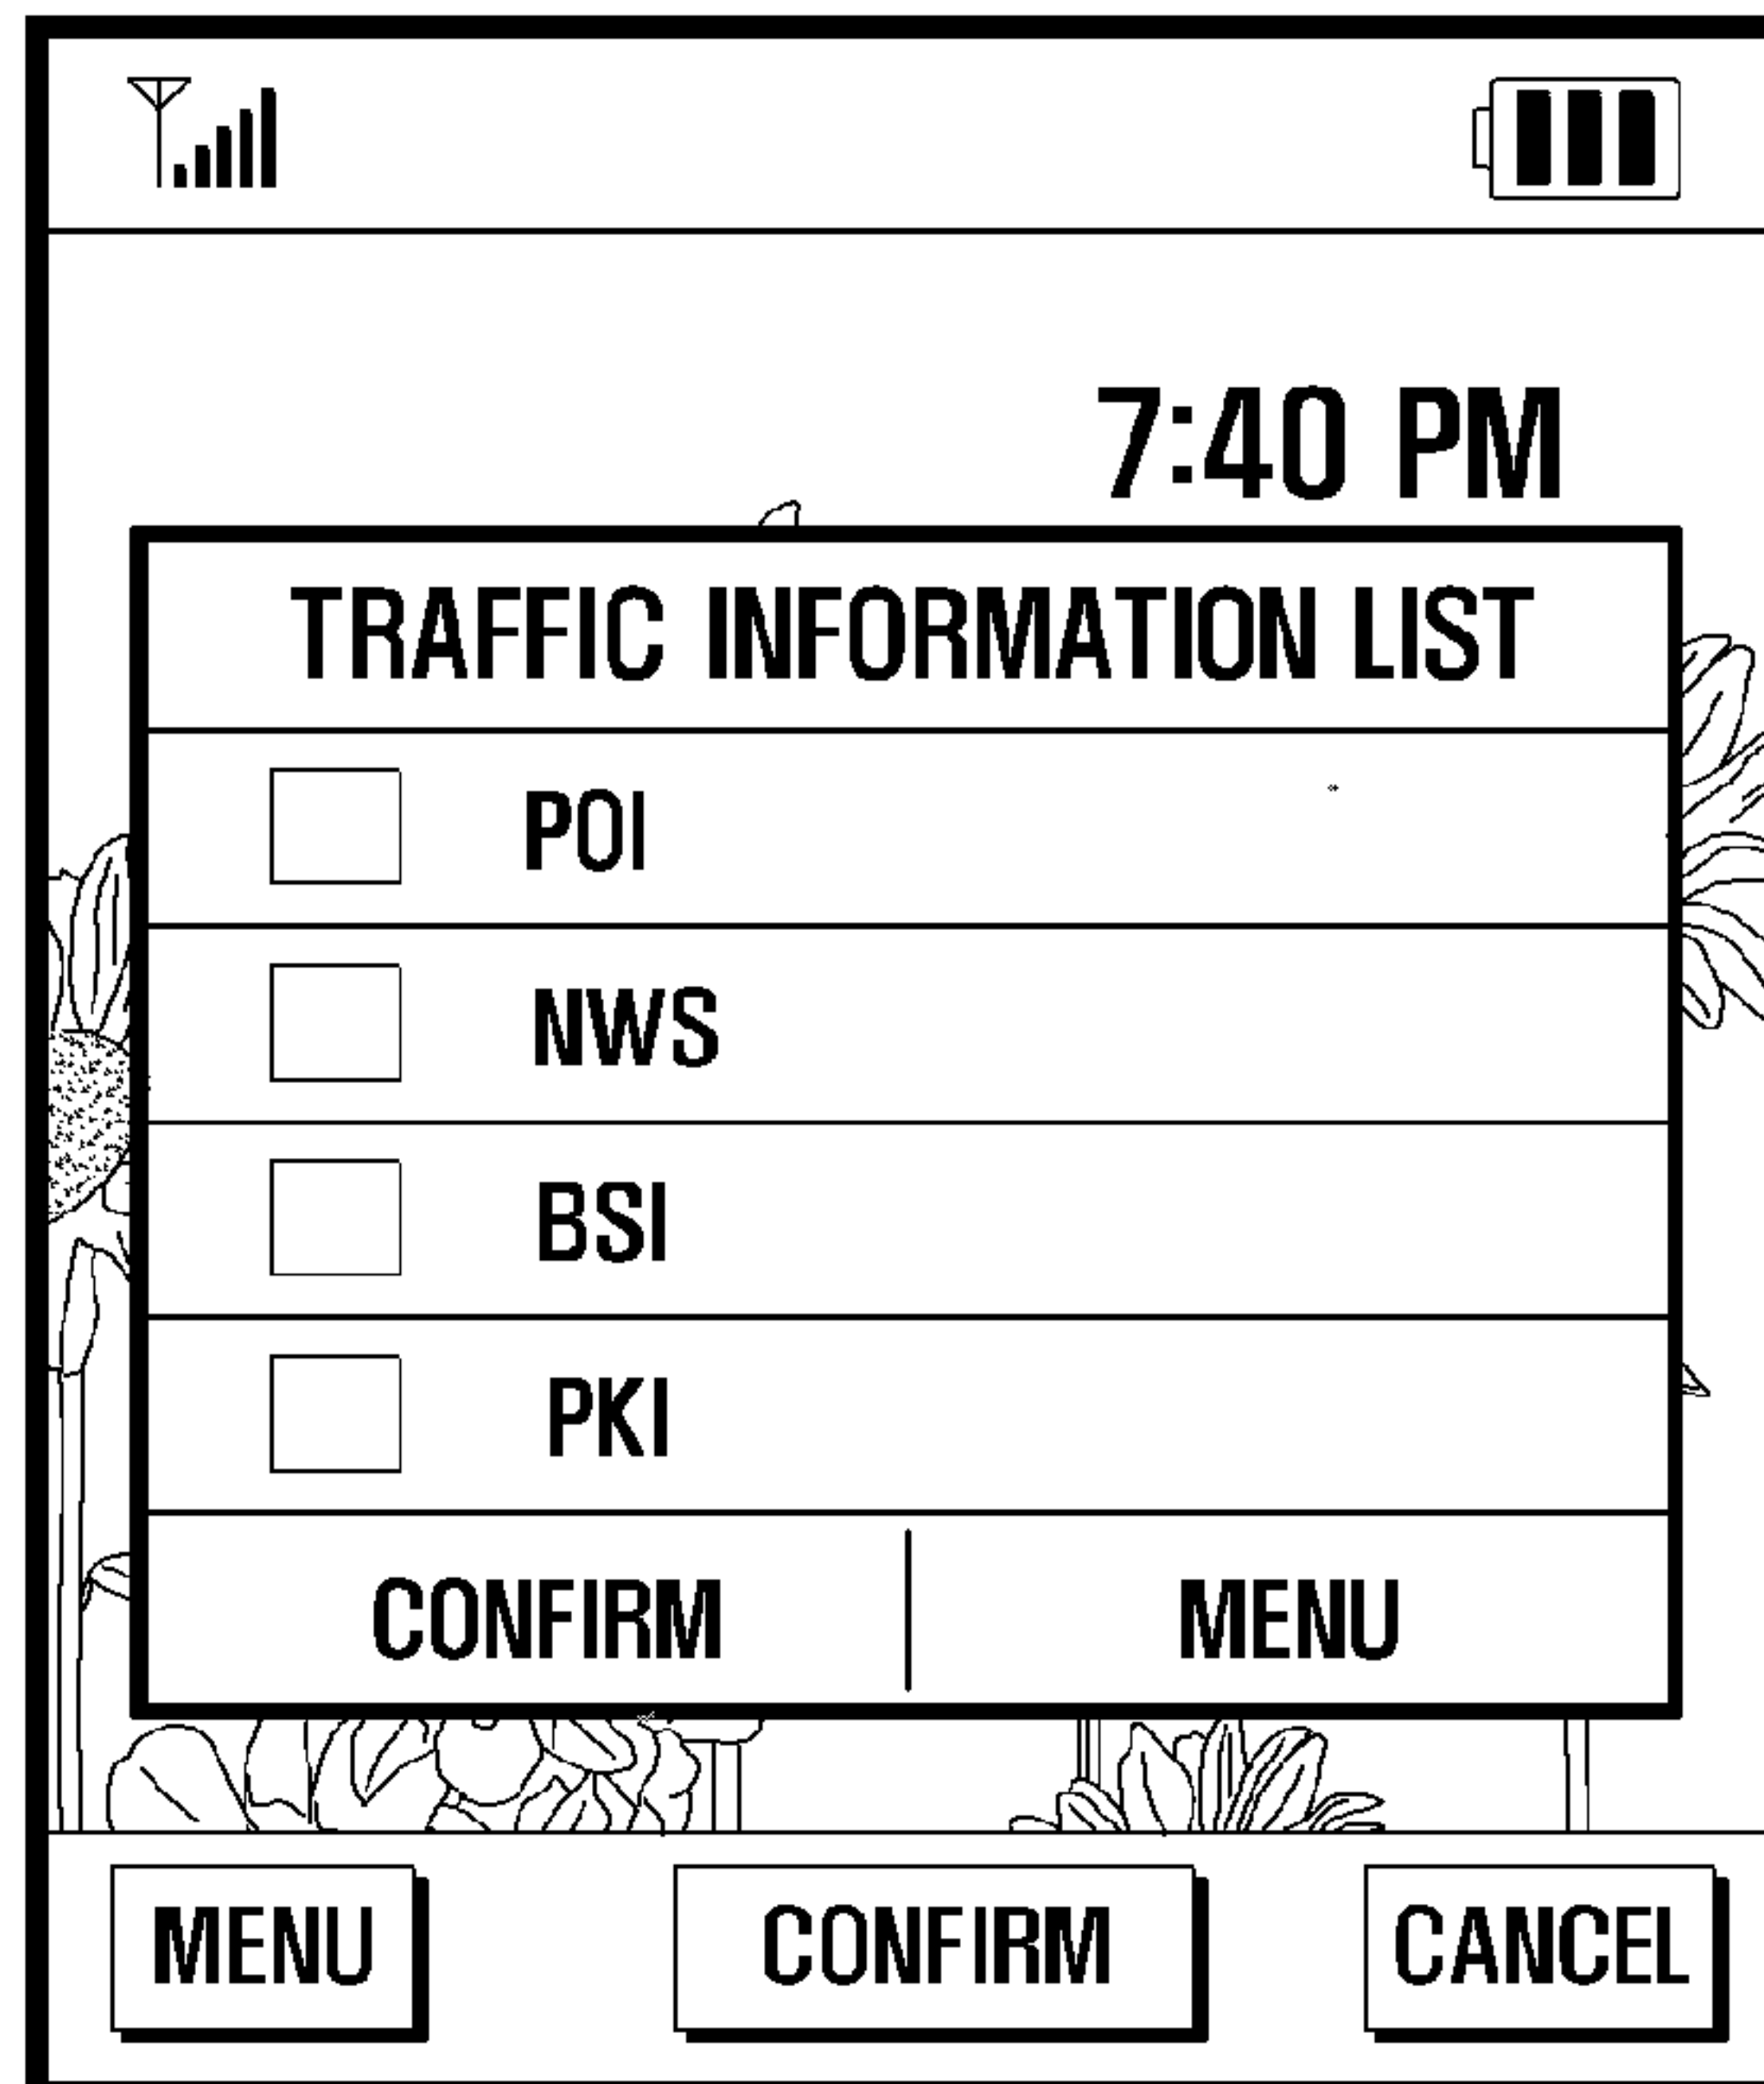 7:40 PM
TRAFFIC INFORMATION LIST
POI
NWS
BSI
PKI
CONFIRM MENU
MENU CONFIRM CANCEL